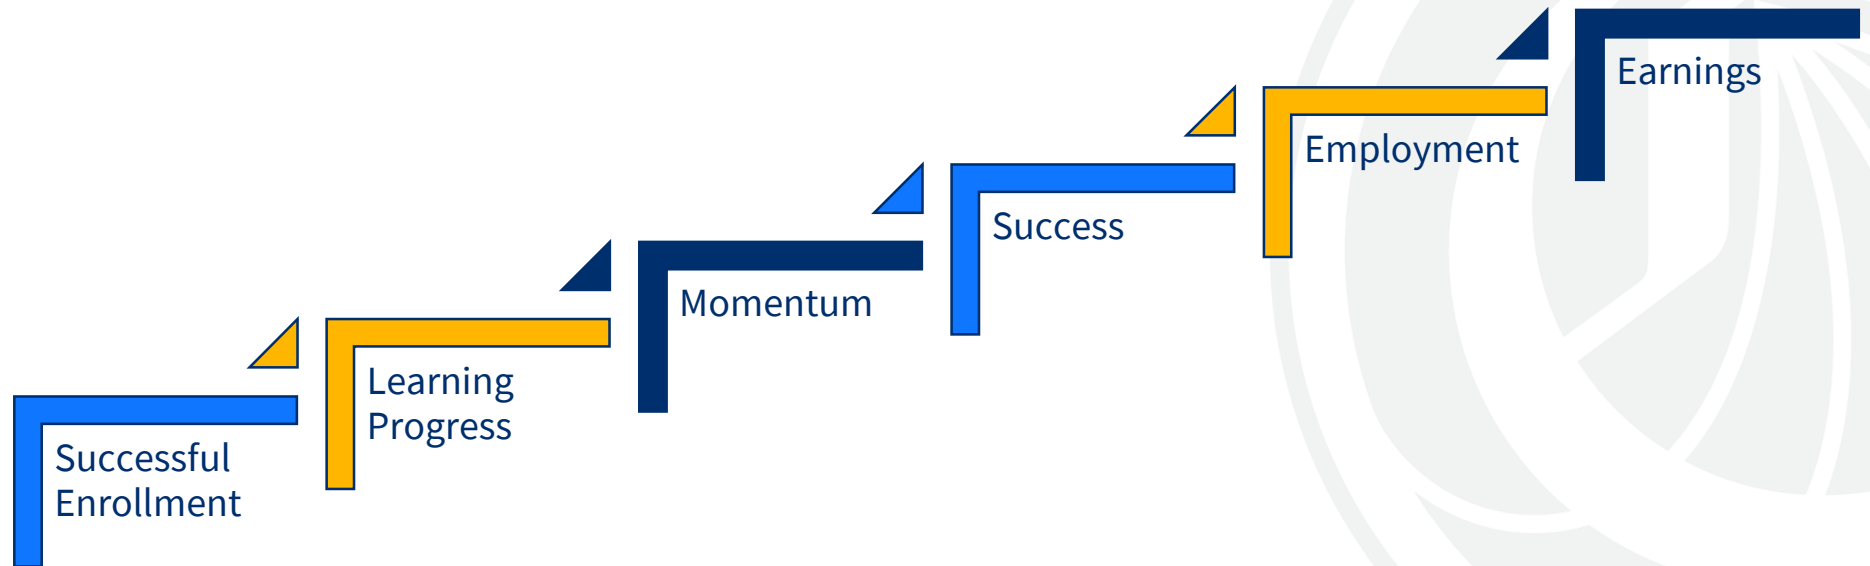 Successful
Enrollment
Learning
Progress
Momentum
Success
Employment
Earnings